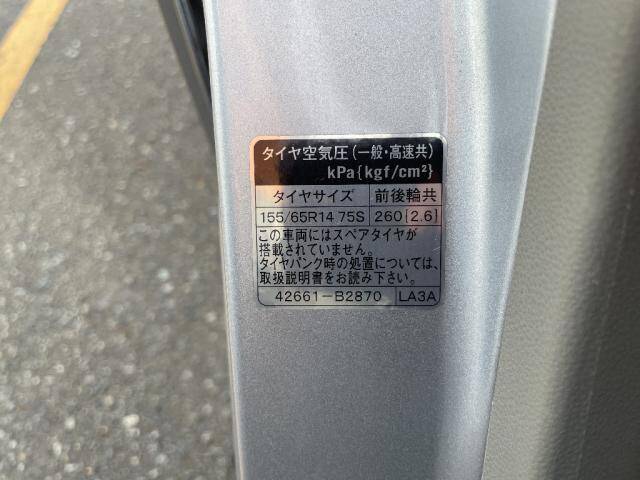 タイヤ空気圧(一般・高速共)
kPa{kgf/cm²}
タイヤサイズ 前後輪共
155/65R14 75S 260{2.6}
この車両にはスペアタイヤが
搭載されていません。
タイヤパンク時の処置については、
取扱説明書をお読み下さい。
42661-B2870 LA3A